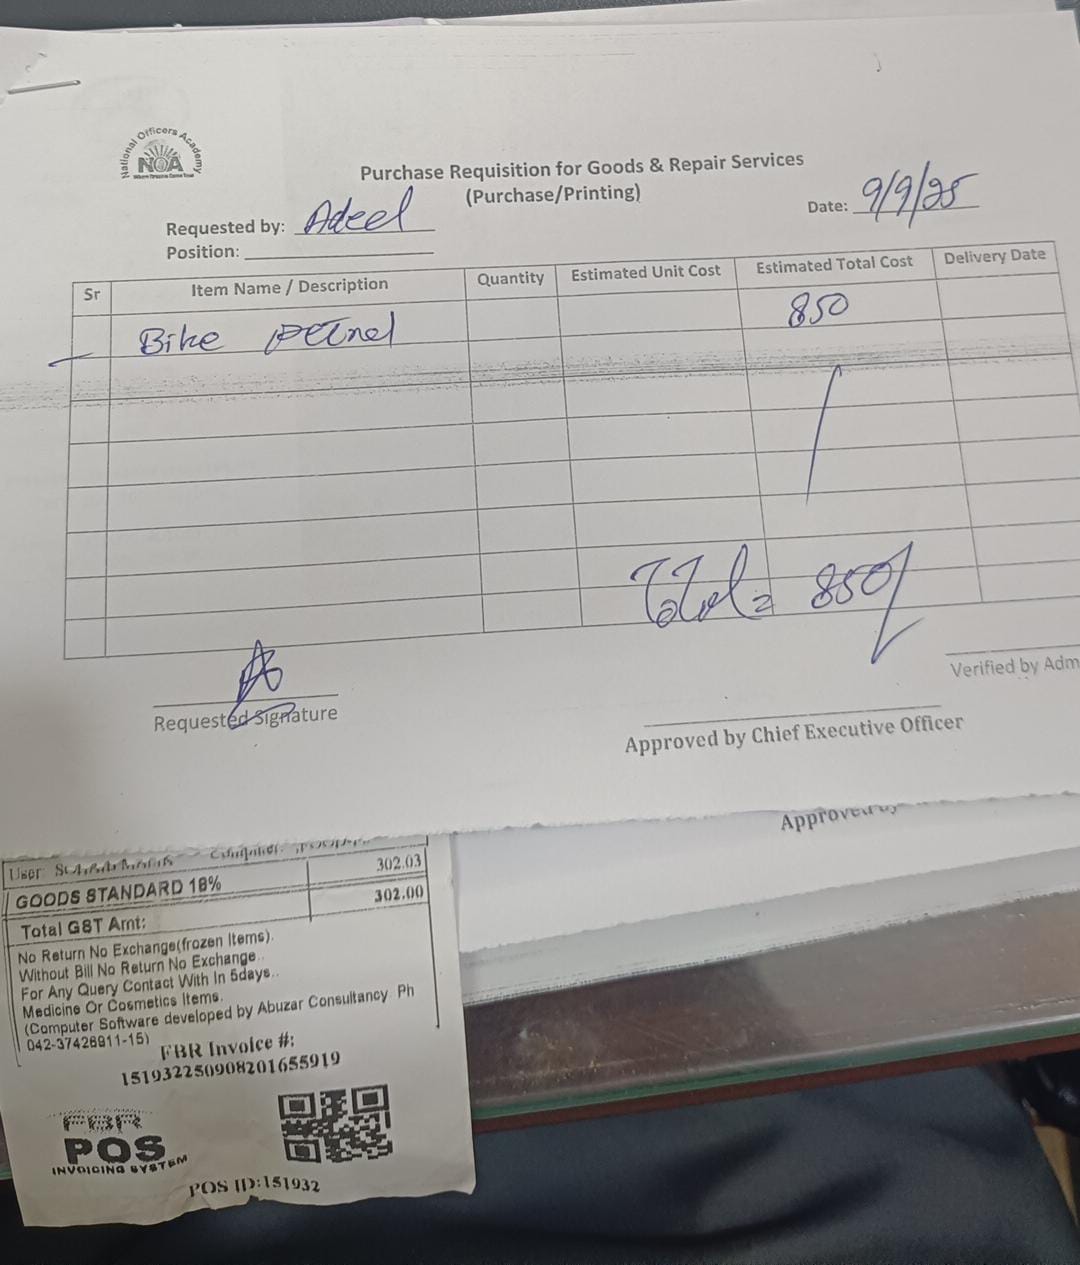 National Officers Academy
NOA
Purchase Requisition for Goods & Repair Services
(Purchase/Printing)
Requested by: Adeel
Date: 9/9/25
Position:
Sr Item Name / Description Quantity Estimated Unit Cost Estimated Total Cost Delivery Date
Bike petrol 850
Total = 850/
Requested Signature
Verified by Adm
Approved by Chief Executive Officer
Approved by
User:
302.03
GOODS STANDARD 18%
302.00
Total GST Amt:
No Return No Exchange(frozen Items).
Without Bill No Return No Exchange..
For Any Query Contact With In 5days..
Medicine Or Cosmetics Items.
(Computer Software developed by Abuzar Consultancy. Ph
042-37426911-15)
FBR Invoice #:
151932250908201655919
FBR
POS
INVOICING SYSTEM
POS ID:151932